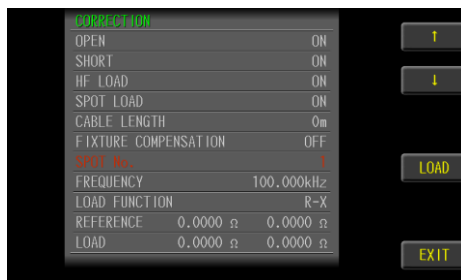 CORRECTION
OPEN ON
SHORT ON
HF LOAD ON
SPOT LOAD ON
CABLE LENGTH 0m
FIXTURE COMPENSATION OFF
SPOT No. 1
FREQUENCY 100.000kHz
LOAD FUNCTION R-X
REFERENCE 0.0000 Ω 0.0000 Ω
LOAD 0.0000 Ω 0.0000 Ω
↑
↓
LOAD
EXIT